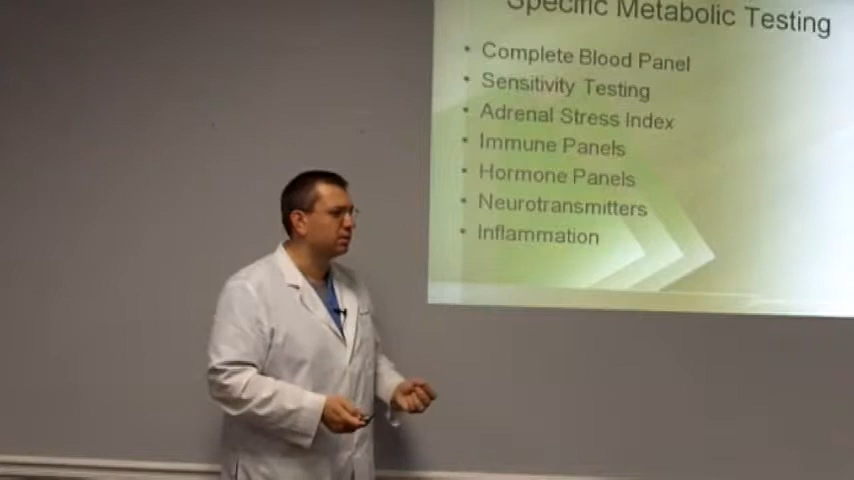 Specific Metabolic Testing
• Complete Blood Panel
• Sensitivity Testing
• Adrenal Stress Index
• Immune Panels
• Hormone Panels
• Neurotransmitters
• Inflammation